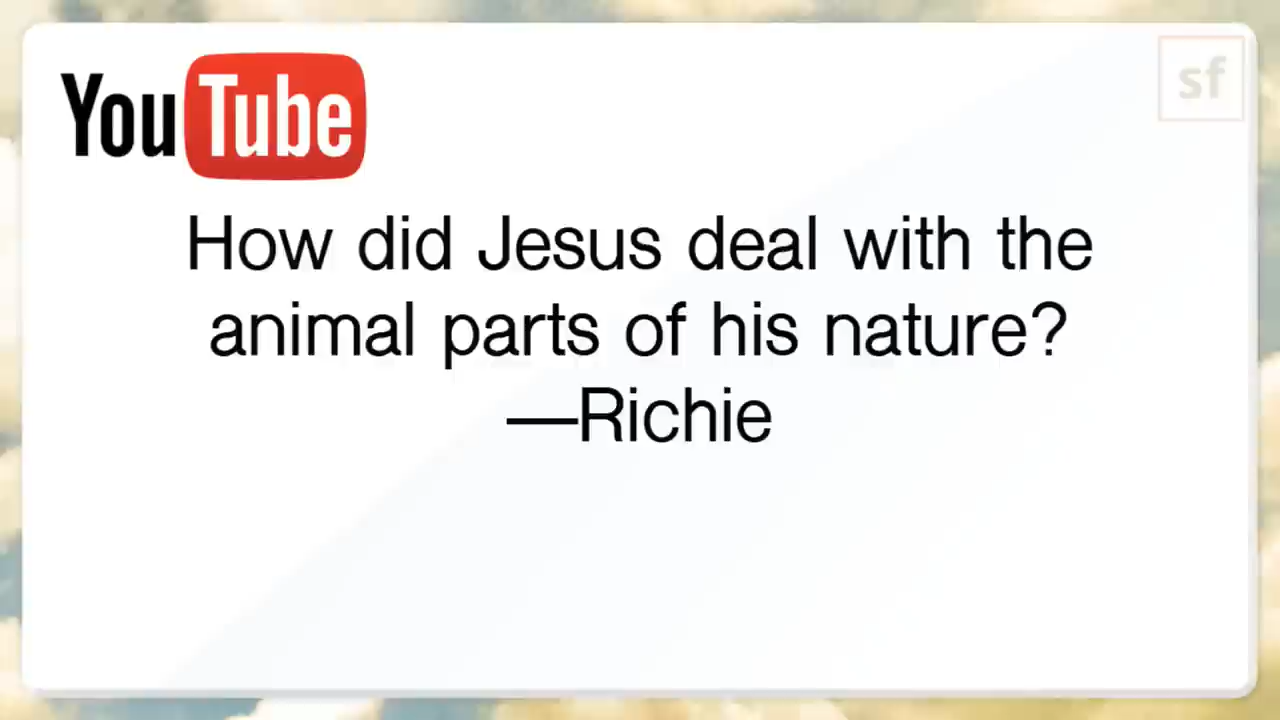 YouTube
sf
How did Jesus deal with the
animal parts of his nature?
—Richie